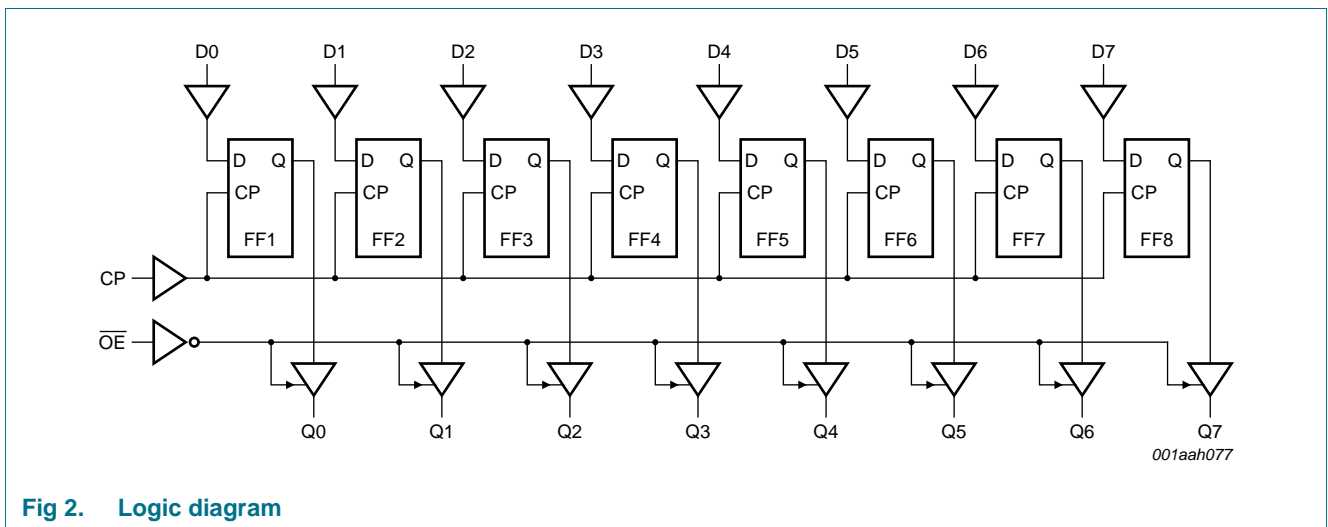 D0 D1 D2 D3 D4 D5 D6 D7
D Q D Q D Q D Q D Q D Q D Q D Q
CP CP CP CP CP CP CP CP
FF1 FF2 FF3 FF4 FF5 FF6 FF7 FF8
CP
O̅E̅
Q0 Q1 Q2 Q3 Q4 Q5 Q6 Q7
001aah077
Fig 2. Logic diagram